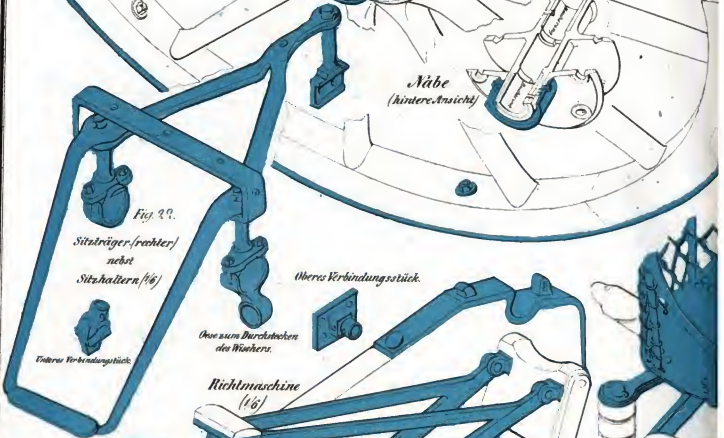 Nabe
(hintere Ansicht)
Fig. 22.
Sitzträger (rechter)
nebst
Sitzhaltern (1/6)
Unteres Verbindungstück.
Oese zum Durchstecken
des Wischers.
Oberes Verbindungsstück.
Richtmaschine
(1/6)